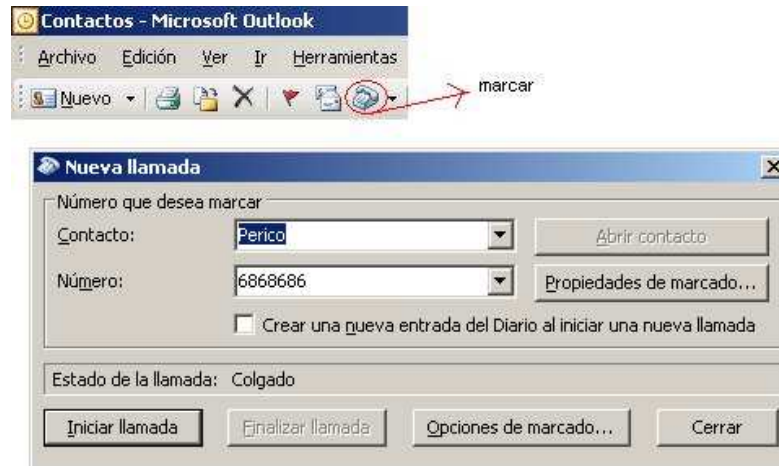 Contactos - Microsoft Outlook
Archivo Edición Ver Ir Herramientas
Nuevo
marcar
Nueva llamada
Número que desea marcar
Contacto: Perico Abrir contacto
Número: 6868686 Propiedades de marcado...
Crear una nueva entrada del Diario al iniciar una nueva llamada
Estado de la llamada: Colgado
Iniciar llamada Finalizar llamada Opciones de marcado... Cerrar